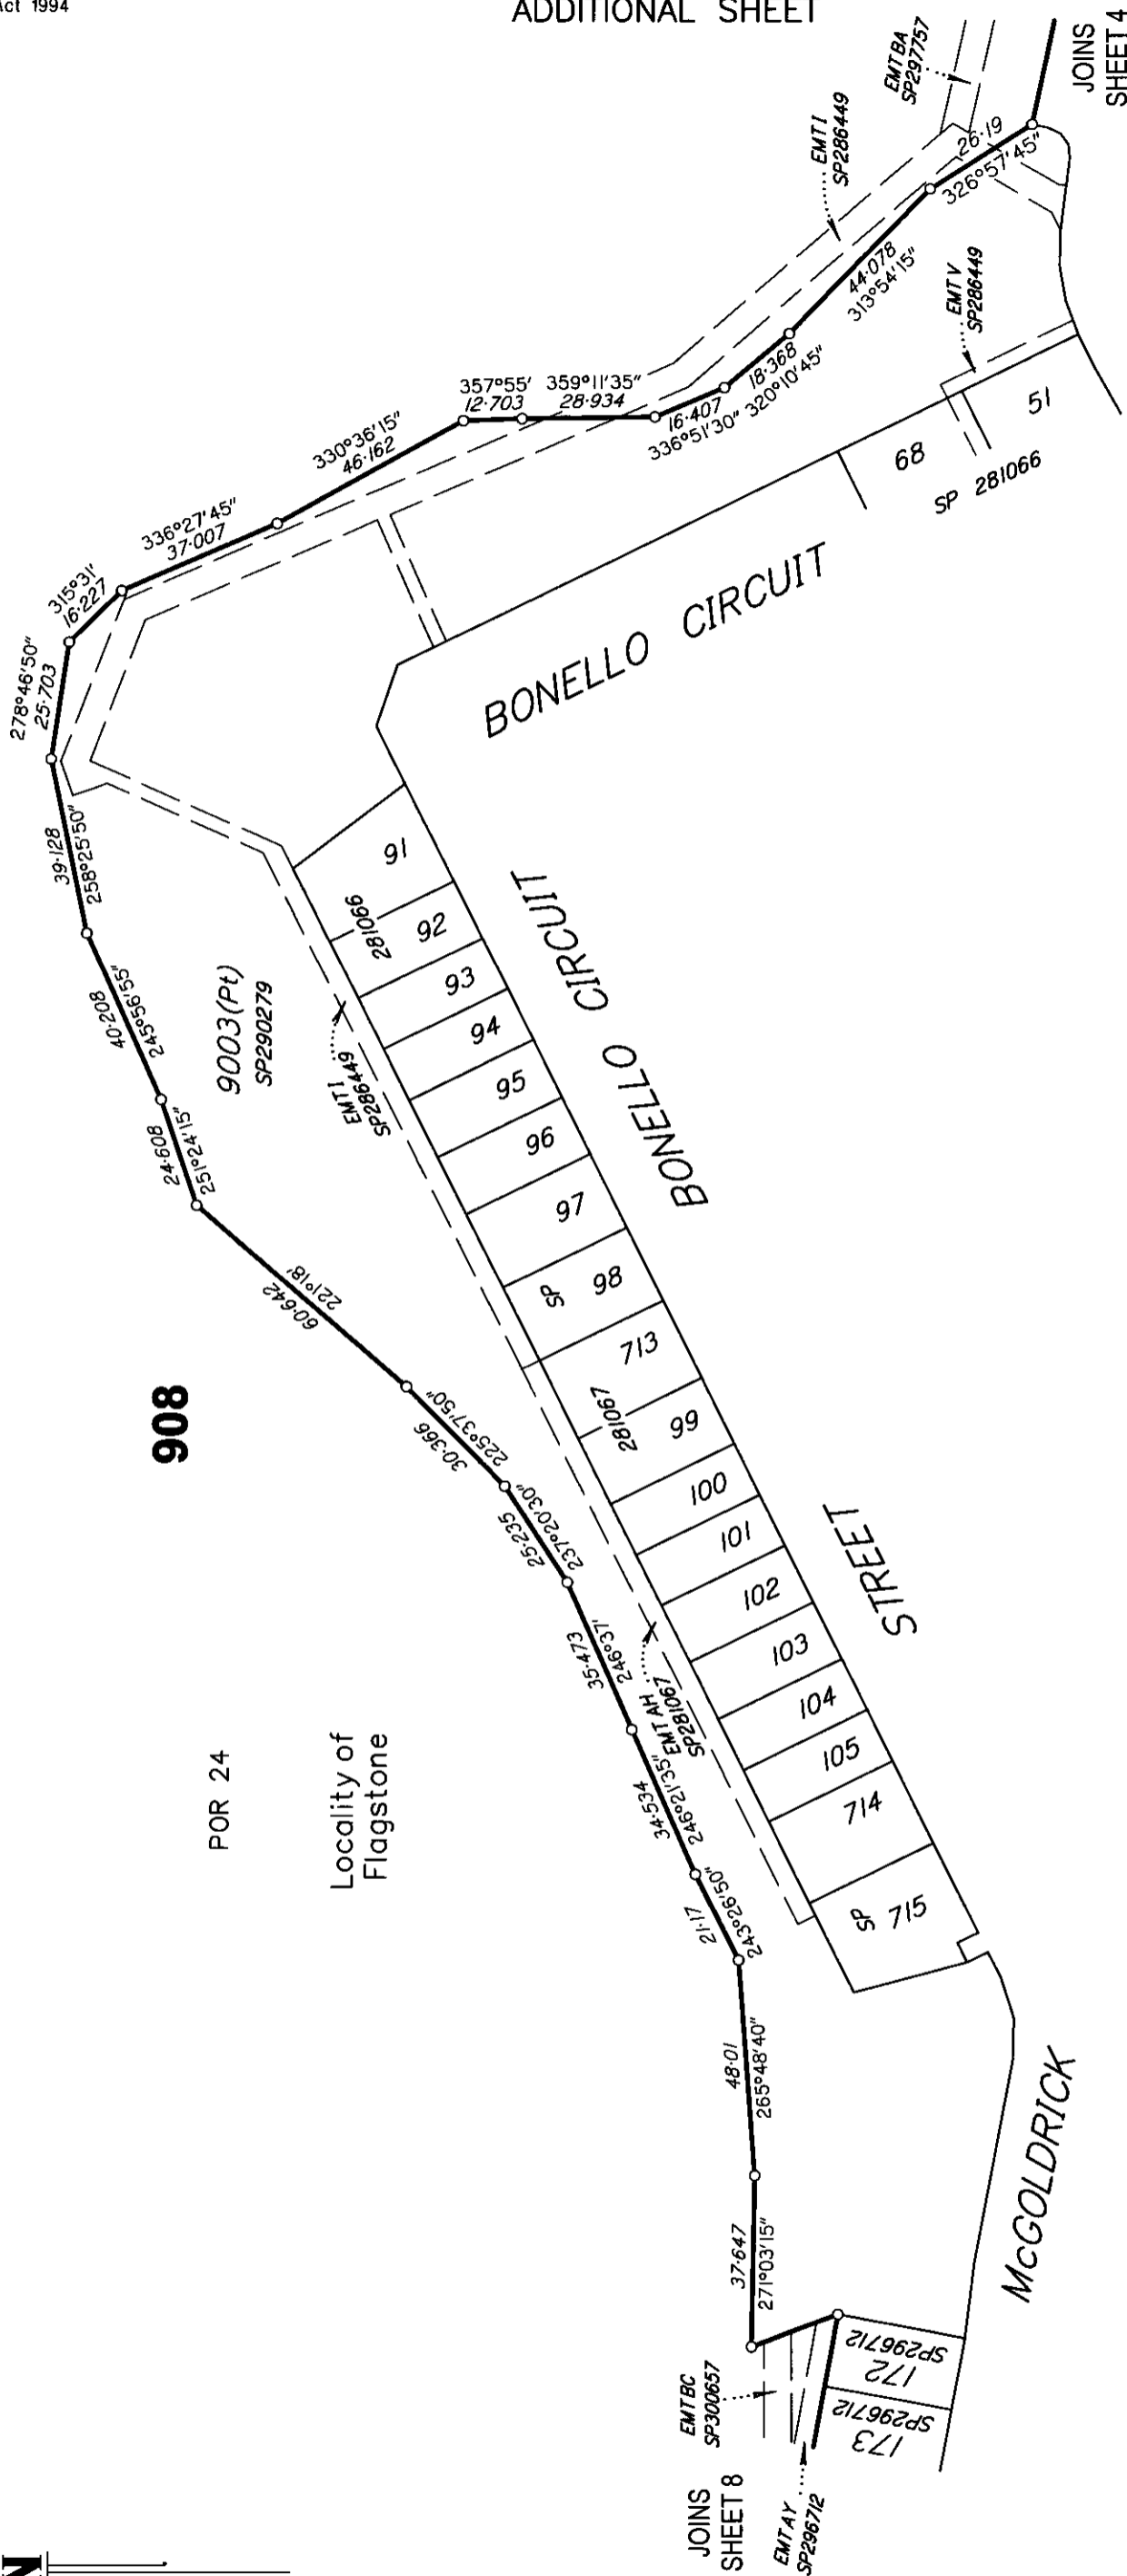 Act 1994
ADDITIONAL SHEET
JOINS
SHEET 4
EMT BA
SP297757
EMT I
SP286449
26·19
326°57'45"
44·078
313°54'15"
EMT V
SP286449
18·368
320°10'45"
16·407
336°51'30"
359°11'35"
28·934
357°55'
12·703
330°36'15"
46·162
336°27'45"
37·007
315°31'
16·227
278°46'50"
25·703
51
68
SP 281066
BONELLO CIRCUIT
39·128
258°25'50"
40·208
245°56'55"
24·608
251°24'15"
9003(Pt)
SP290279
EMT I
SP286449
91
281066
92
93
94
95
96
97
SP
98
BONELLO CIRCUIT
60·642
221°18'
908
30·366
225°37'50"
25·235
237°20'30"
35·473
246°37'
34·534
246°21'35"
EMT AH
SP281067
713
281067
99
100
101
102
103
104
105
714
SP
715
STREET
POR 24
Locality of
Flagstone
21·17
243°26'50"
48·01
265°48'40"
37·647
271°03'15"
McGOLDRICK
EMT BC
SP300657
172
SP296712
173
SP296712
JOINS
SHEET 8
EMT AY
SP296712
N